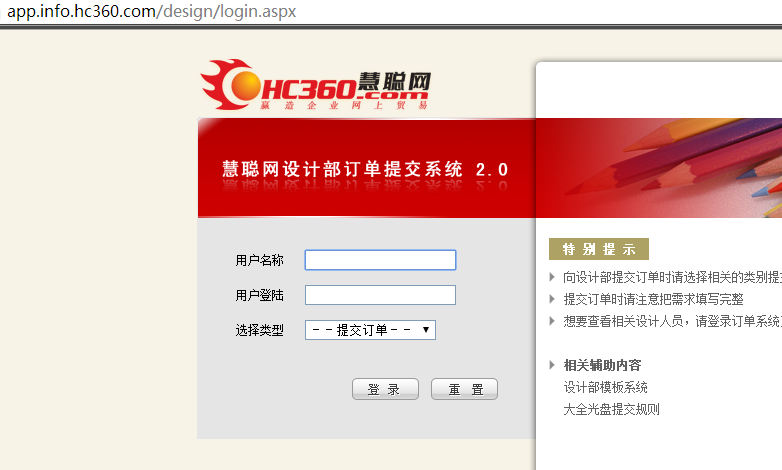 app.info.hc360.com/design/login.aspx
HC360慧聪网
.com
赢造企业网上贸易
慧聪网设计部订单提交系统 2.0
用户名称
用户登陆
选择类型
--提交订单--
登录
重置
特别提示
向设计部提交订单时请选择相关的类别提交
提交订单时请注意把需求填写完整
想要查看相关设计人员，请登录订单系统
相关辅助内容
设计部模板系统
大全光盘提交规则